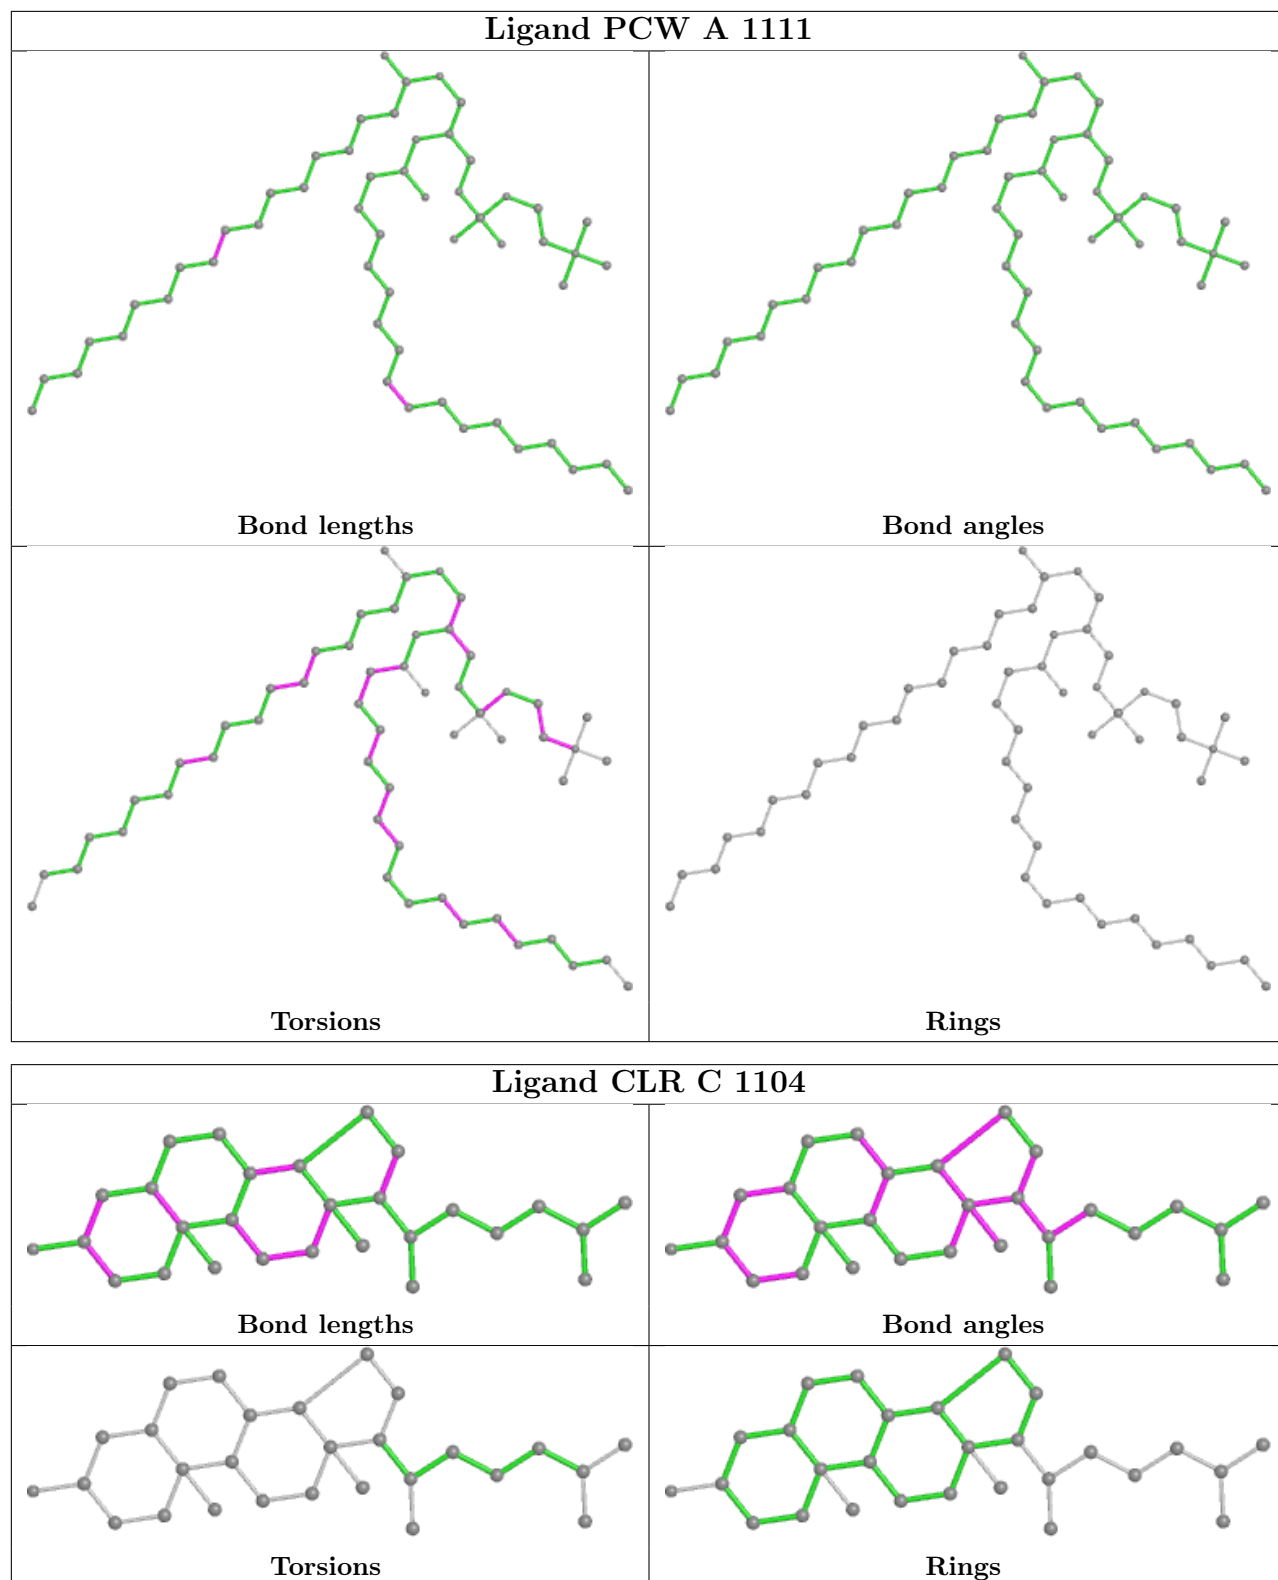 Ligand PCW A 1111
Bond lengths
Bond angles
Torsions
Rings
Ligand CLR C 1104
Bond lengths
Bond angles
Torsions
Rings